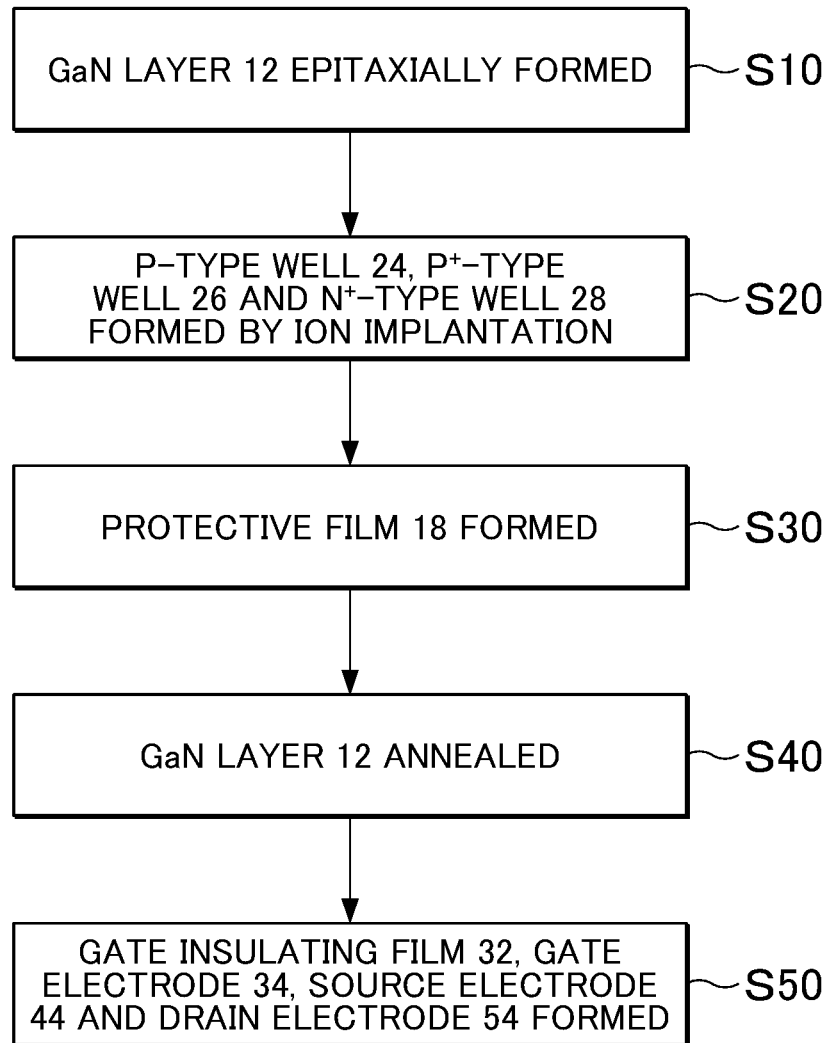 GaN LAYER 12 EPITAXIALLY FORMED
S10
P-TYPE WELL 24, P⁺-TYPE
WELL 26 AND N⁺-TYPE WELL 28
FORMED BY ION IMPLANTATION
S20
PROTECTIVE FILM 18 FORMED
S30
GaN LAYER 12 ANNEALED
S40
GATE INSULATING FILM 32, GATE
ELECTRODE 34, SOURCE ELECTRODE
44 AND DRAIN ELECTRODE 54 FORMED
S50